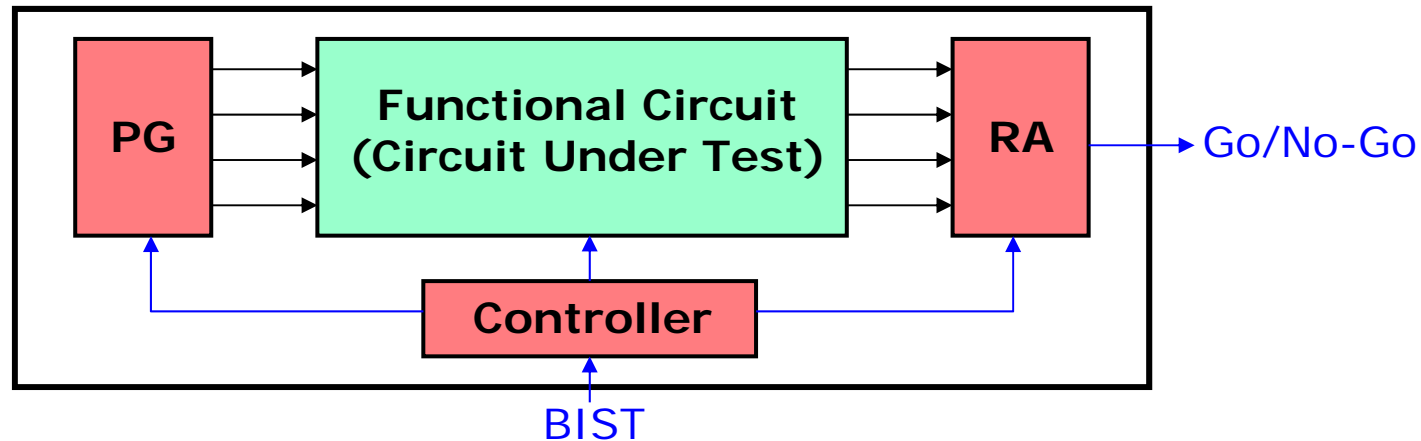 PG
Functional Circuit
(Circuit Under Test)
RA
Go/No-Go
Controller
BIST